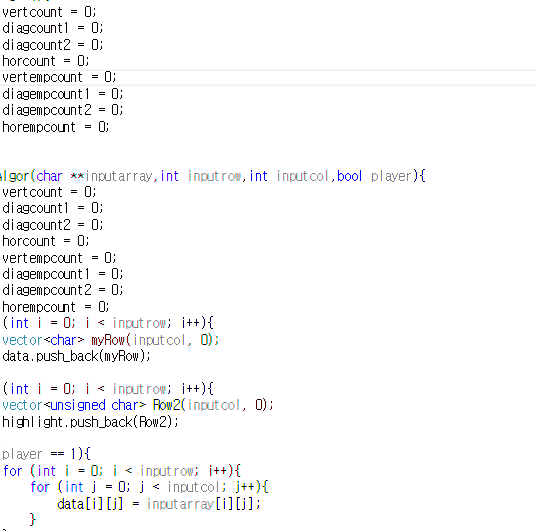 vertcount = 0;
diagcount1 = 0;
diagcount2 = 0;
horcount = 0;
vertempcount = 0;
diagempcount1 = 0;
diagempcount2 = 0;
horempcount = 0;
algor(char **inputarray,int inputrow,int inputcol,bool player){
vertcount = 0;
diagcount1 = 0;
diagcount2 = 0;
horcount = 0;
vertempcount = 0;
diagempcount1 = 0;
diagempcount2 = 0;
horempcount = 0;
(int i = 0; i < inputrow; i++){
vector<char> myRow(inputcol, 0);
data.push_back(myRow);
(int i = 0; i < inputrow; i++){
vector<unsigned char> Row2(inputcol, 0);
highlight.push_back(Row2);
player == 1){
for (int i = 0; i < inputrow; i++){
for (int j = 0; j < inputcol; j++){
data[i][j] = inputarray[i][j];
}